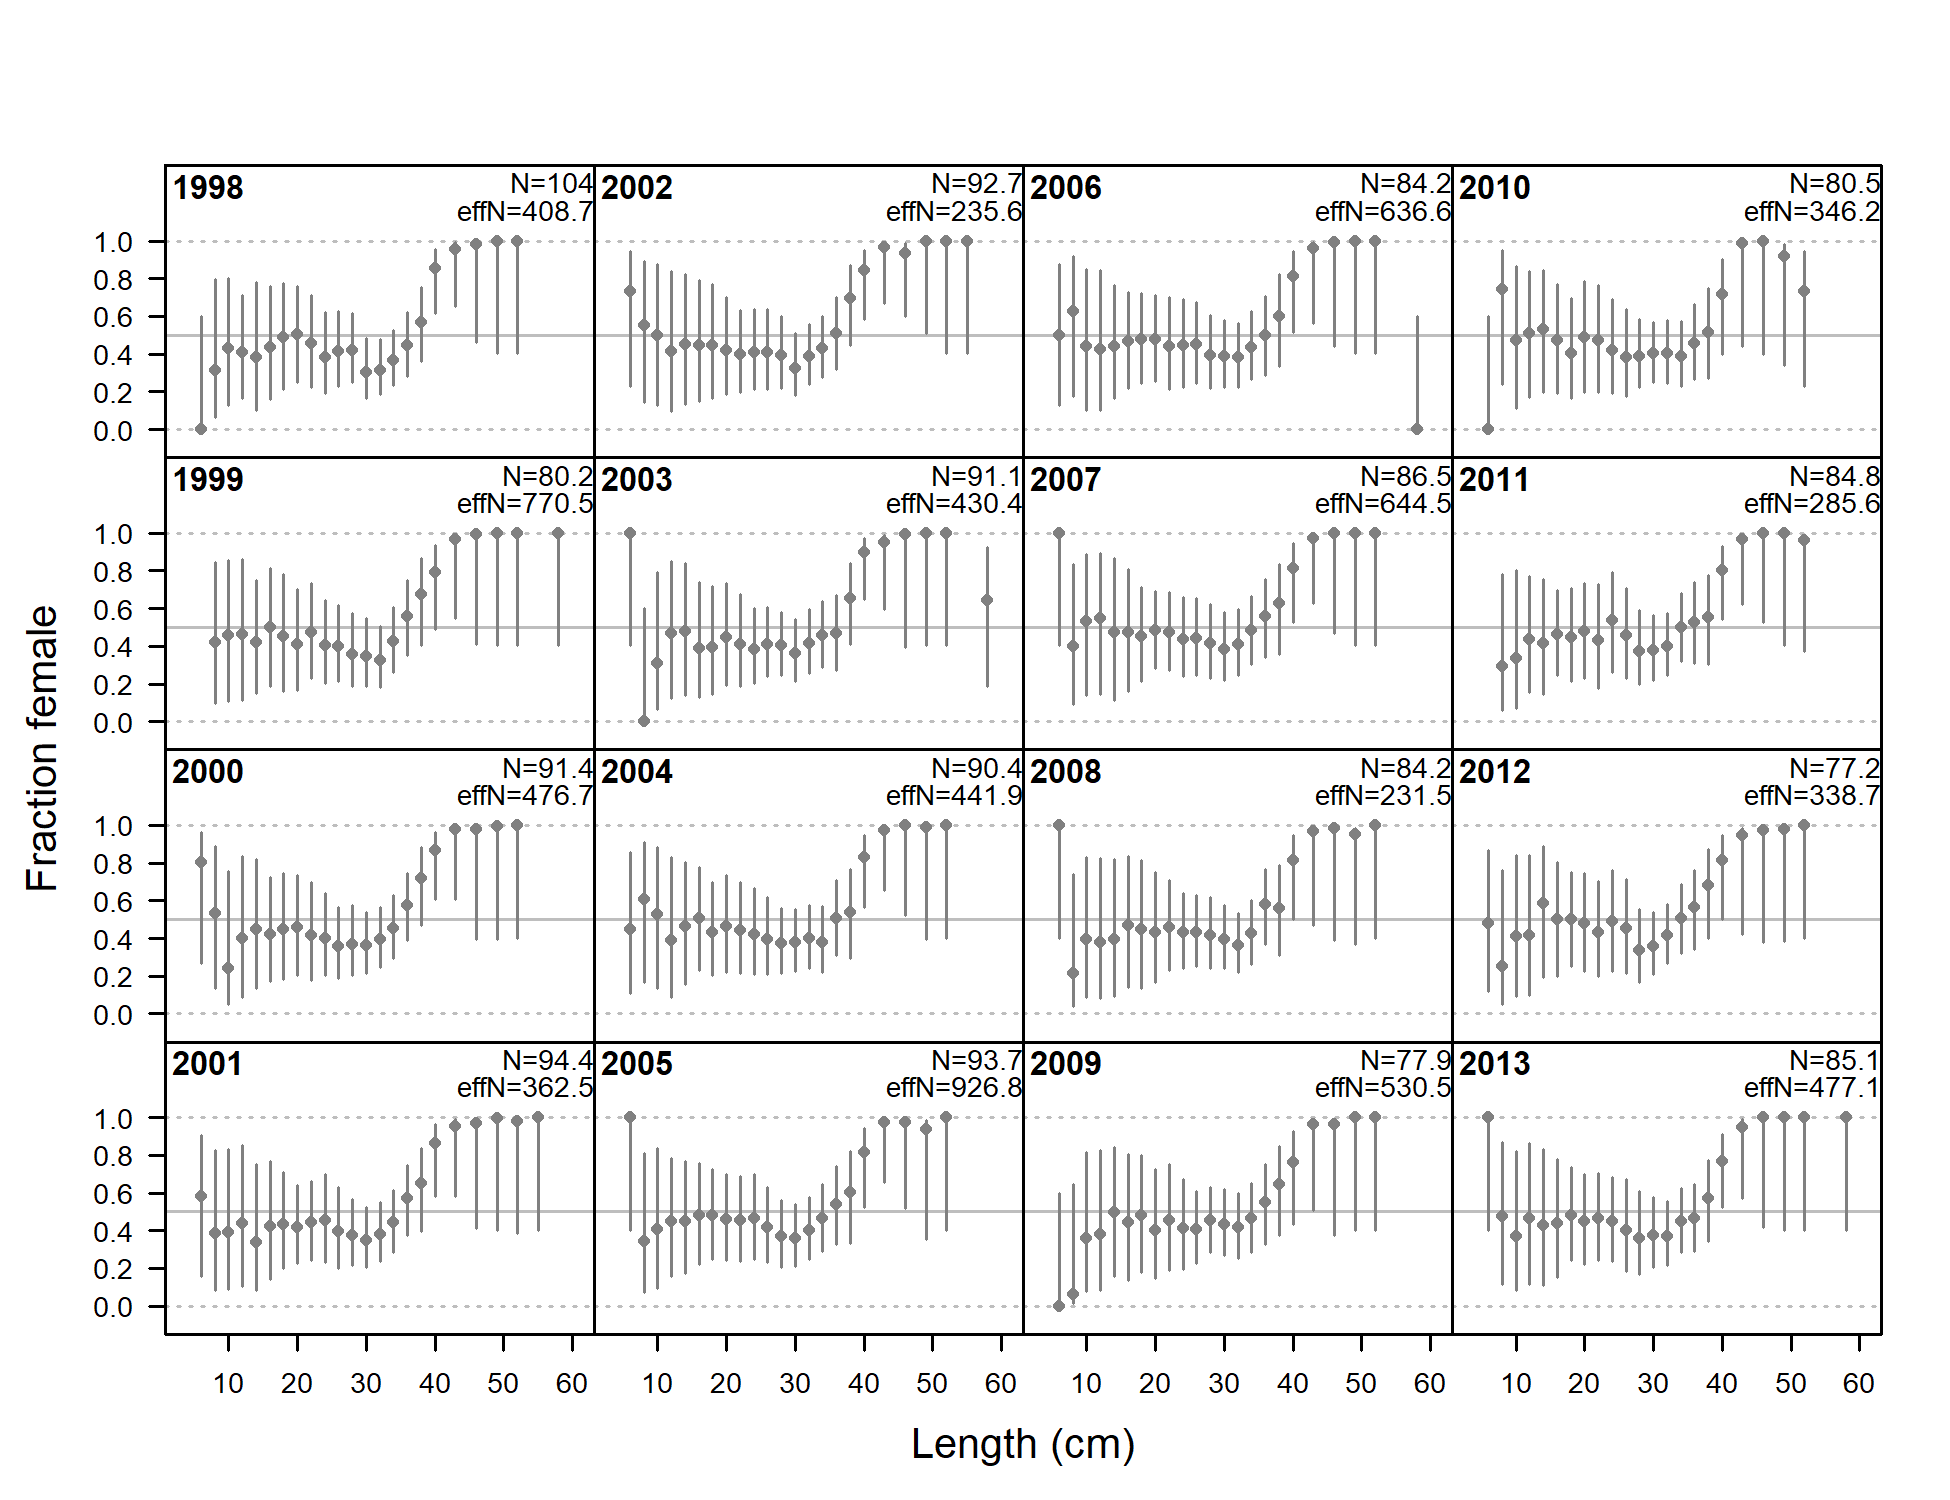 1998 N=104 2002 N=92.7 2006 N=84.2 2010 N=80.5
effN=408.7 effN=235.6 effN=636.6 effN=346.2
1.0
0.8
0.6
0.4
0.2
0.0
1999 N=80.2 2003 N=91.1 2007 N=86.5 2011 N=84.8
effN=770.5 effN=430.4 effN=644.5 effN=285.6
1.0
0.8
0.6
0.4
0.2
0.0
Fraction female
2000 N=91.4 2004 N=90.4 2008 N=84.2 2012 N=77.2
effN=476.7 effN=441.9 effN=231.5 effN=338.7
1.0
0.8
0.6
0.4
0.2
0.0
2001 N=94.4 2005 N=93.7 2009 N=77.9 2013 N=85.1
effN=362.5 effN=926.8 effN=530.5 effN=477.1
1.0
0.8
0.6
0.4
0.2
0.0
10 20 30 40 50 60 10 20 30 40 50 60 10 20 30 40 50 60 10 20 30 40 50 60
Length (cm)